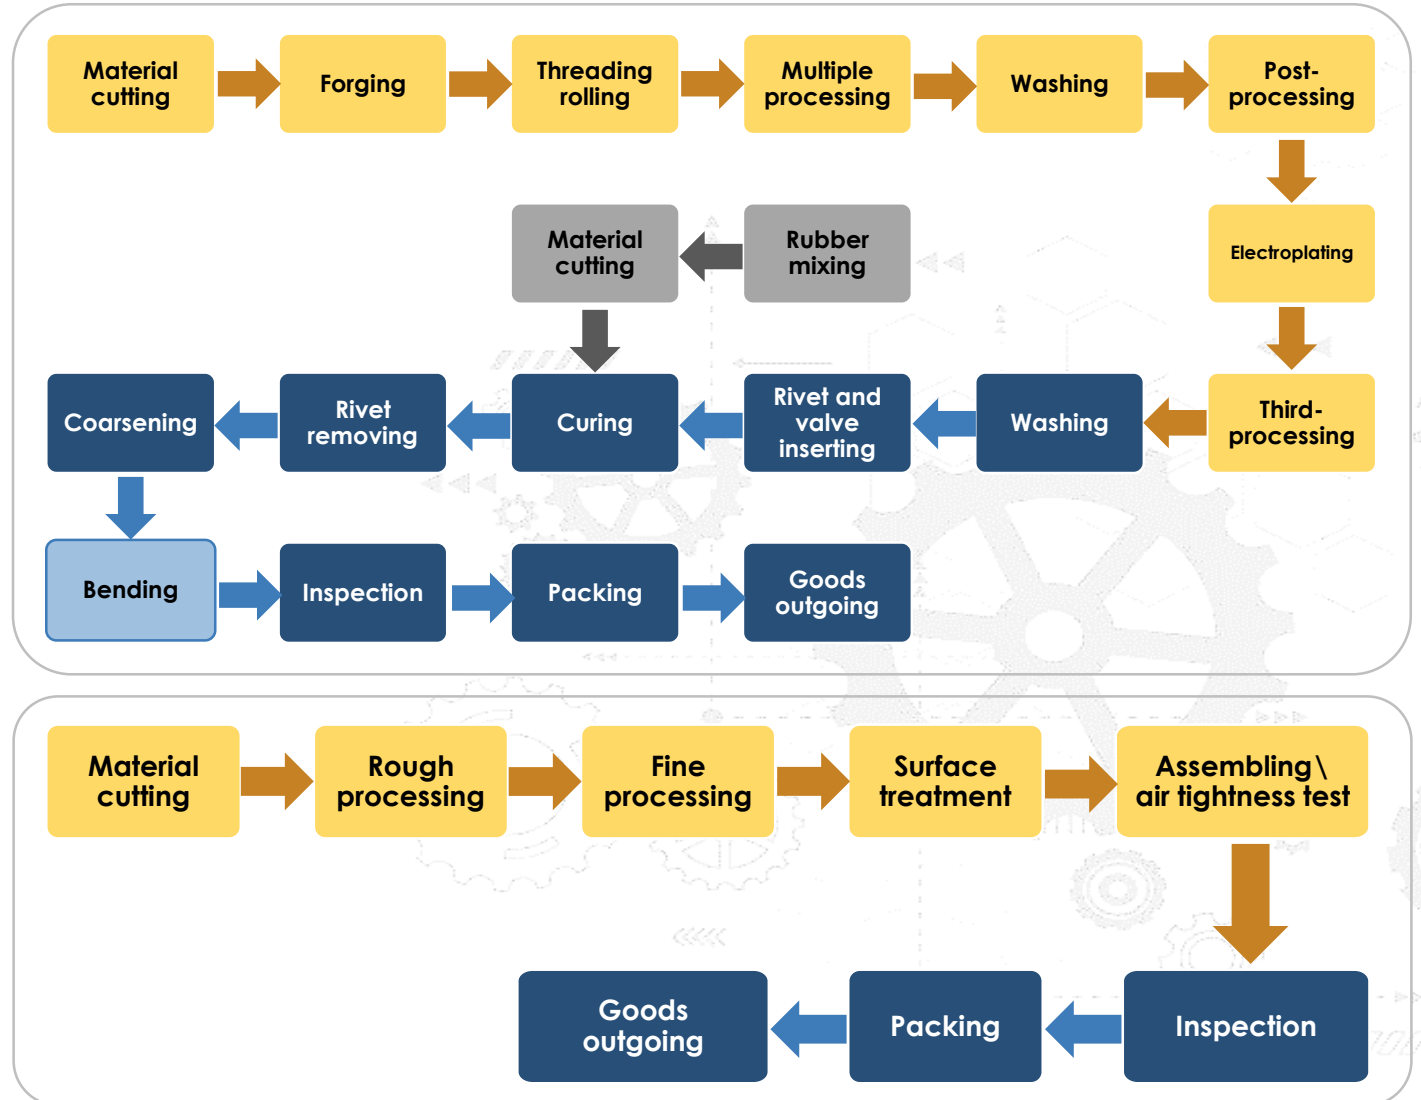 Material
cutting
Forging
Threading
rolling
Multiple
processing
Washing
Post-
processing
Material
cutting
Rubber
mixing
Electroplating
Coarsening
Rivet
removing
Curing
Rivet and
valve
inserting
Washing
Third-
processing
Bending
Inspection
Packing
Goods
outgoing
Material
cutting
Rough
processing
Fine
processing
Surface
treatment
Assembling\
air tightness test
Goods
outgoing
Packing
Inspection